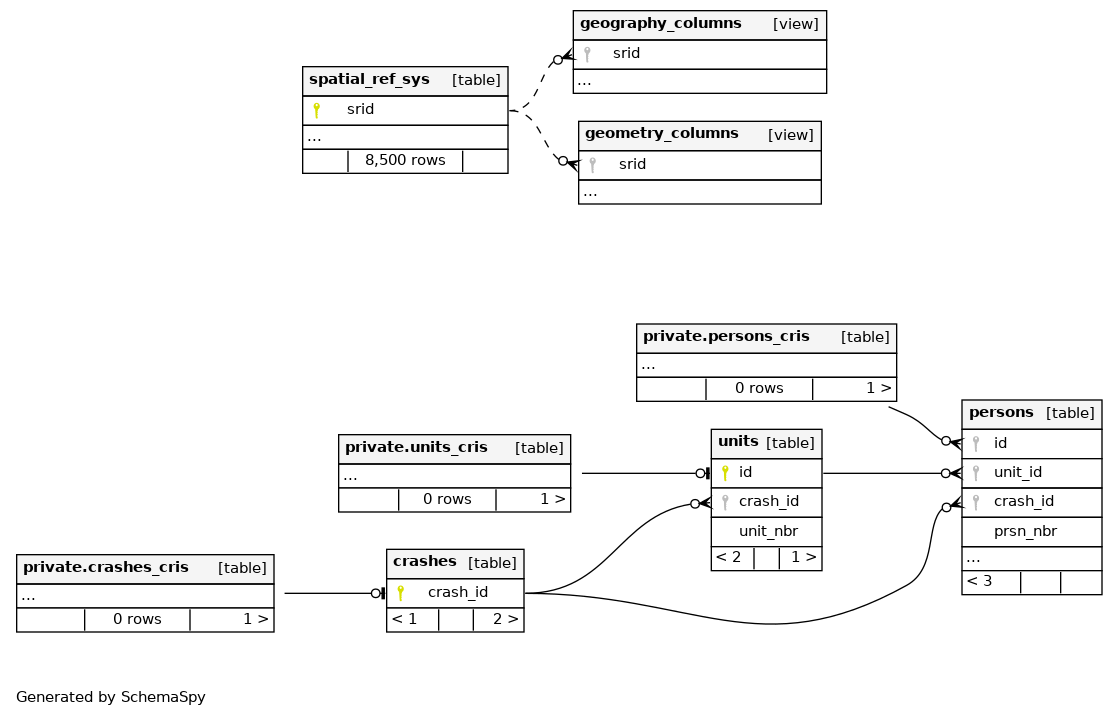 geography_columns [view]
srid
...
spatial_ref_sys [table]
srid
...
8,500 rows
geometry_columns [view]
srid
...
private.persons_cris [table]
...
0 rows 1 >
persons [table]
id
unit_id
crash_id
prsn_nbr
...
< 3
units [table]
id
crash_id
unit_nbr
< 2 1 >
private.units_cris [table]
...
0 rows 1 >
crashes [table]
crash_id
< 1 2 >
private.crashes_cris [table]
...
0 rows 1 >
Generated by SchemaSpy